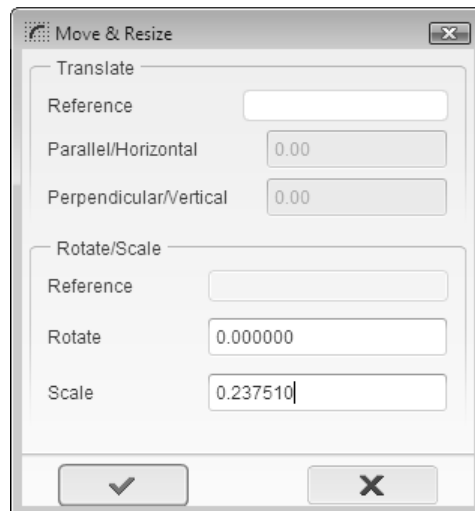 Move & Resize
Translate
Reference
Parallel/Horizontal 0.00
Perpendicular/Vertical 0.00
Rotate/Scale
Reference
Rotate 0.000000
Scale 0.237510